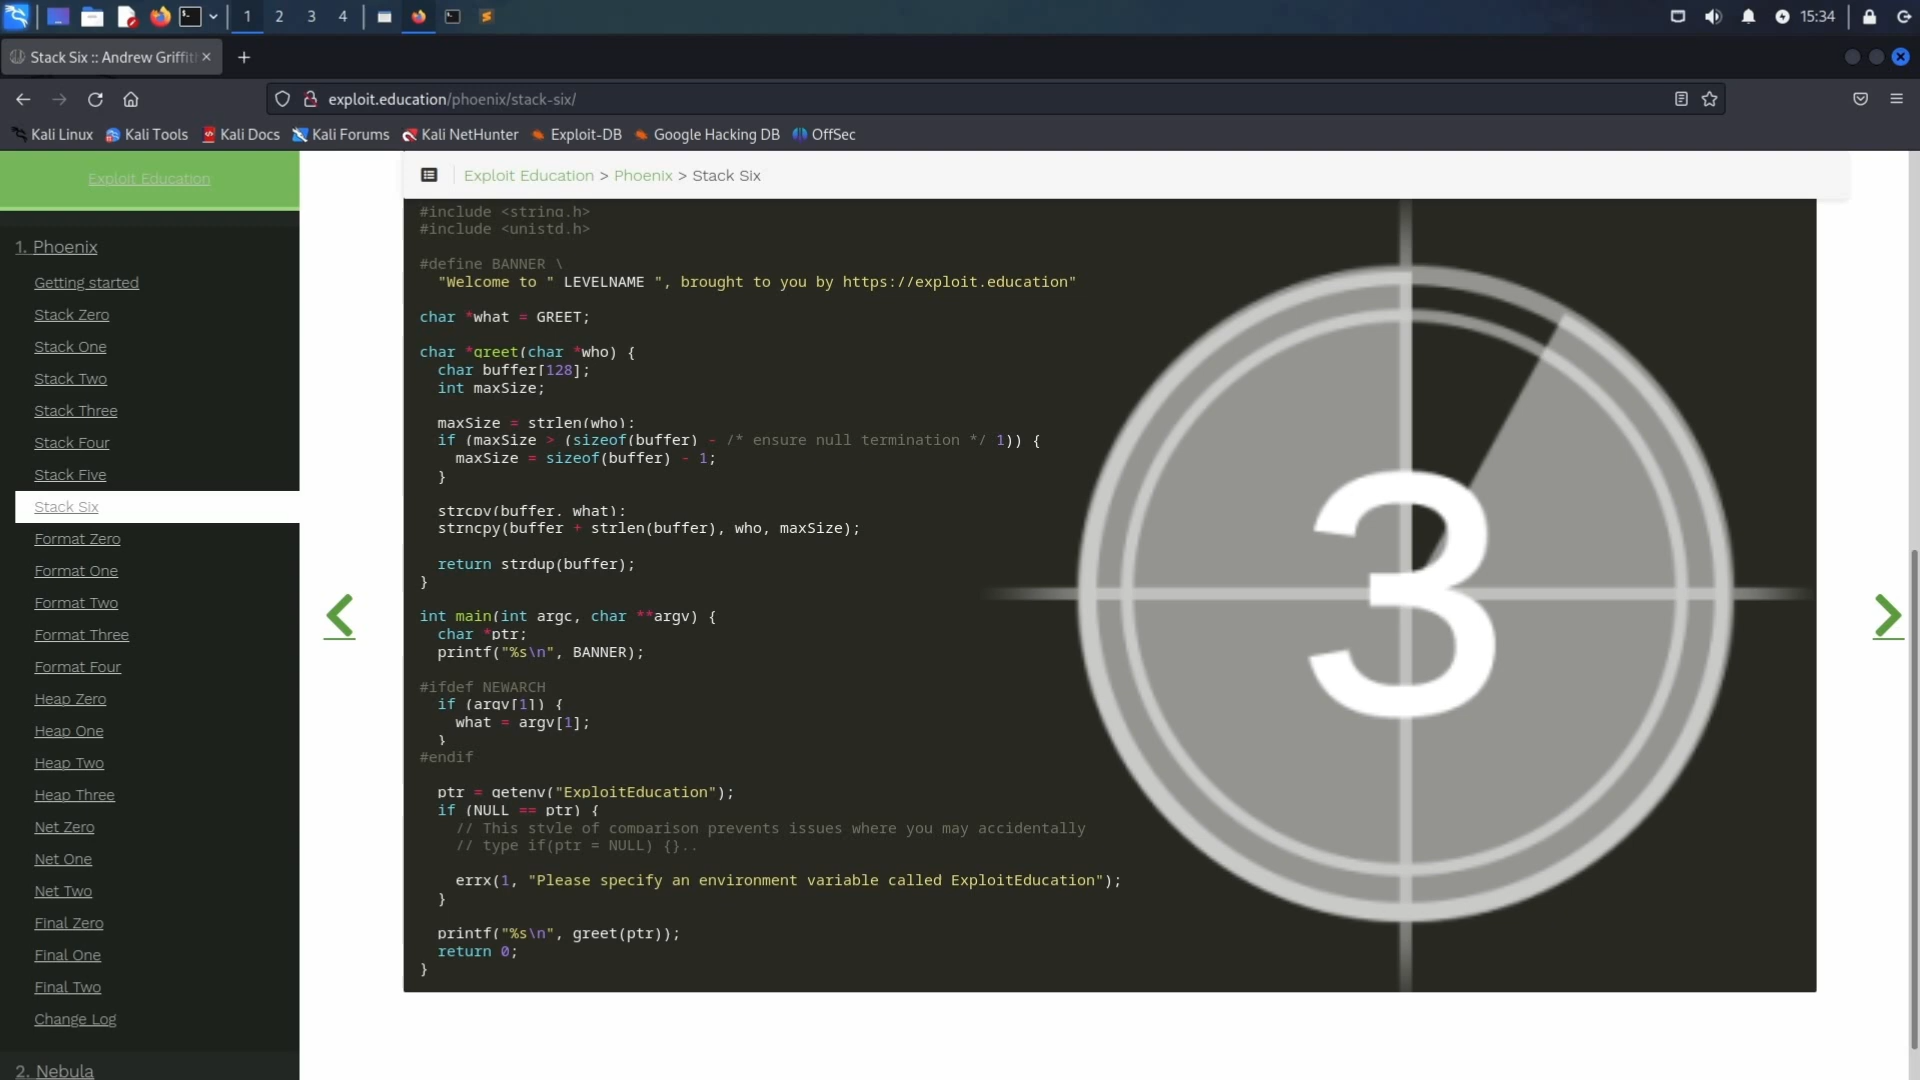 1 2 3 4 15:34
Stack Six :: Andrew Griffit
exploit.education/phoenix/stack-six/
Kali Linux Kali Tools Kali Docs Kali Forums Kali NetHunter Exploit-DB Google Hacking DB OffSec
Exploit Education
1. Phoenix
Getting started
Stack Zero
Stack One
Stack Two
Stack Three
Stack Four
Stack Five
Stack Six
Format Zero
Format One
Format Two
Format Three
Format Four
Heap Zero
Heap One
Heap Two
Heap Three
Net Zero
Net One
Net Two
Final Zero
Final One
Final Two
Change Log
2. Nebula
Exploit Education > Phoenix > Stack Six
#include <string.h>
#include <unistd.h>
#define BANNER \
"Welcome to " LEVELNAME ", brought to you by https://exploit.education"
char *what = GREET;
char *greet(char *who) {
char buffer[128];
int maxSize;
maxSize = strlen(who);
if (maxSize > (sizeof(buffer) - /* ensure null termination */ 1)) {
maxSize = sizeof(buffer) - 1;
}
strcpy(buffer, what);
strncpy(buffer + strlen(buffer), who, maxSize);
return strdup(buffer);
}
int main(int argc, char **argv) {
char *ptr;
printf("%s\n", BANNER);
#ifdef NEWARCH
if (argv[1]) {
what = argv[1];
}
#endif
ptr = getenv("ExploitEducation");
if (NULL == ptr) {
// This style of comparison prevents issues where you may accidentally
// type if(ptr = NULL) {}..
errx(1, "Please specify an environment variable called ExploitEducation");
}
printf("%s\n", greet(ptr));
return 0;
}
3